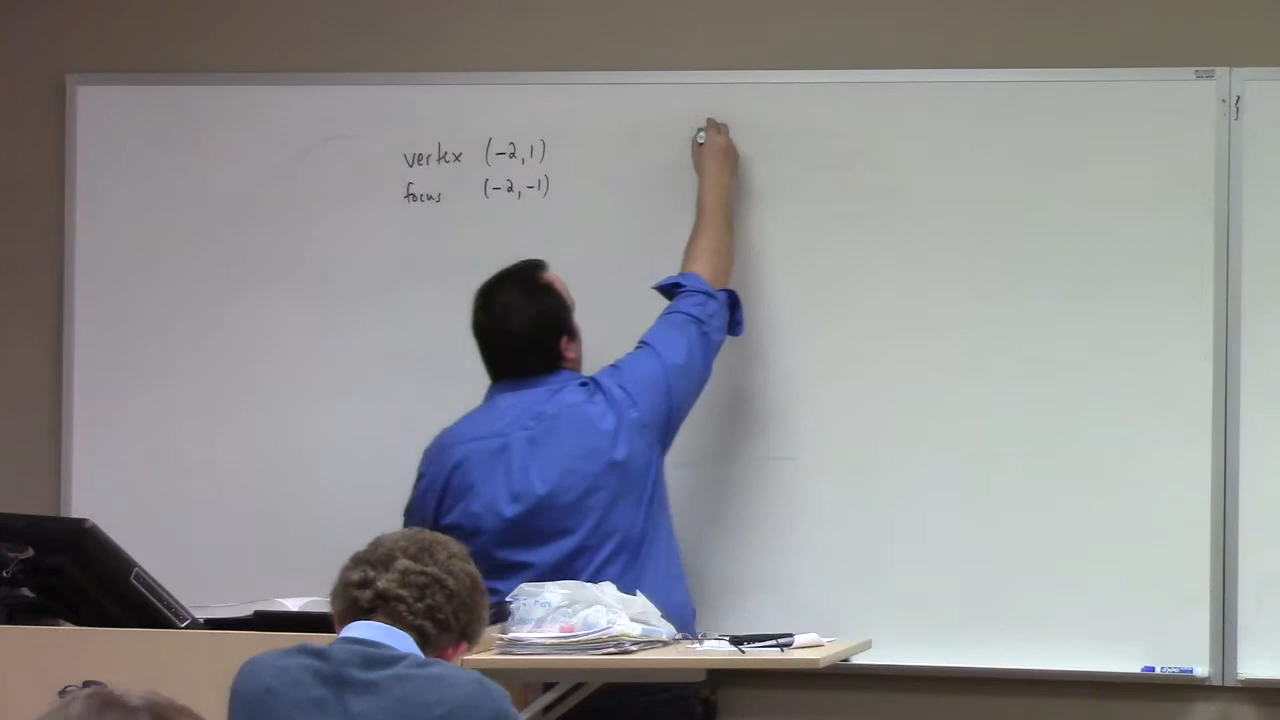 vertex (-2, 1)
focus (-2, -1)